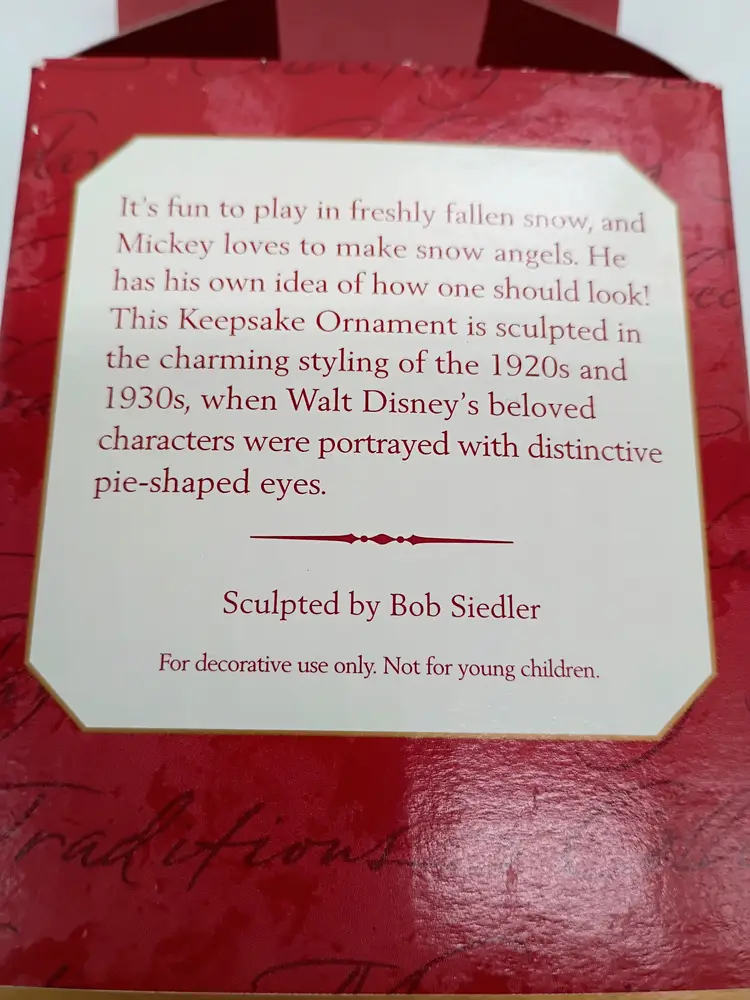 It's fun to play in freshly fallen snow, and
Mickey loves to make snow angels. He
has his own idea of how one should look!
This Keepsake Ornament is sculpted in
the charming styling of the 1920s and
1930s, when Walt Disney's beloved
characters were portrayed with distinctive
pie-shaped eyes.
Sculpted by Bob Siedler
For decorative use only. Not for young children.
Traditions